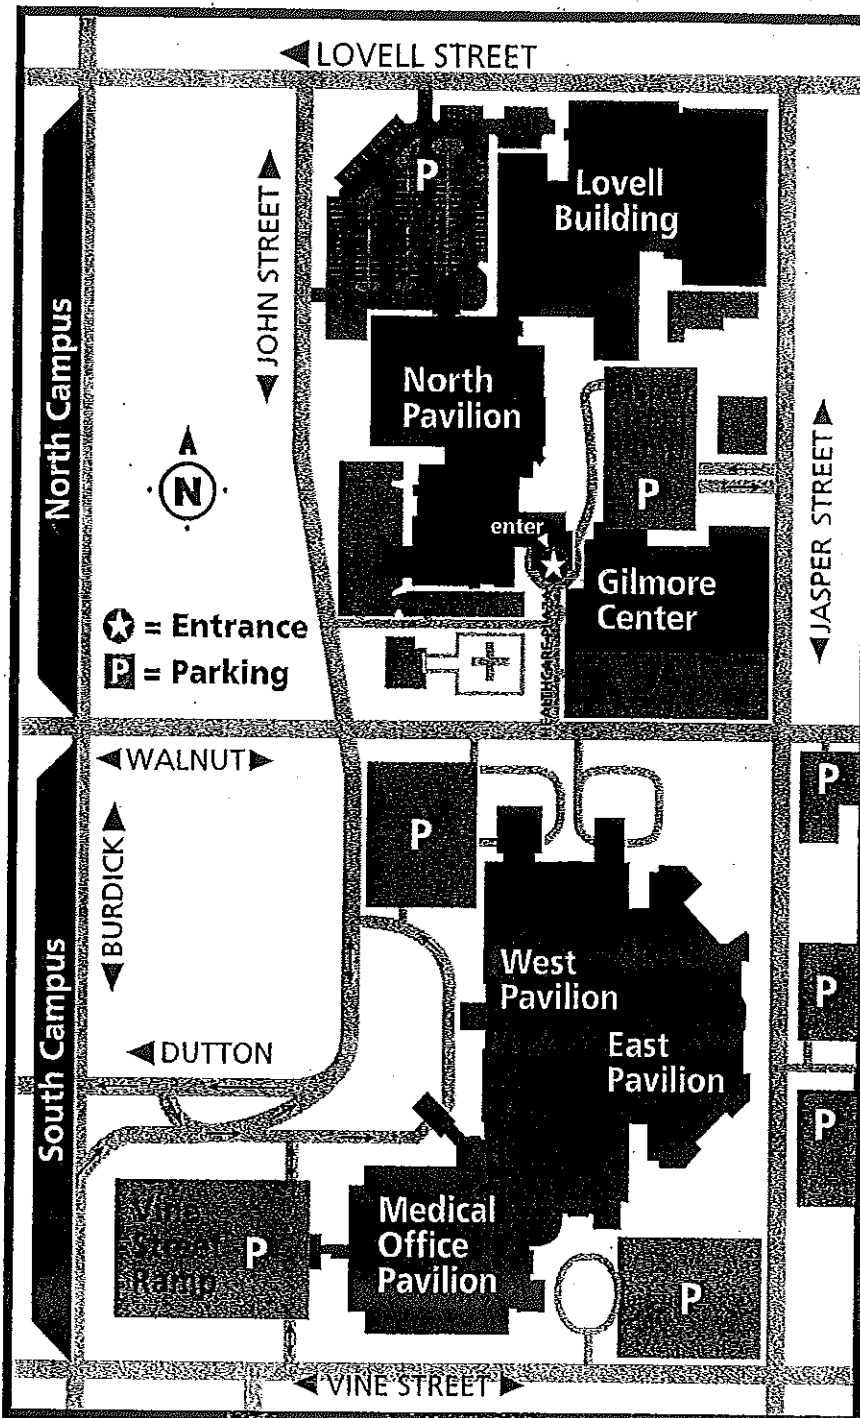 LOVELL STREET
P
Lovell
Building
JOHN STREET
North Campus
North
Pavilion
N
P
JASPER STREET
enter
Gilmore
Center
= Entrance
P = Parking
WALNUT
P
P
BURDICK
South Campus
West
Pavilion
P
East
Pavilion
DUTTON
P
Vine
Street
Ramp
P
Medical
Office
Pavilion
P
VINE STREET